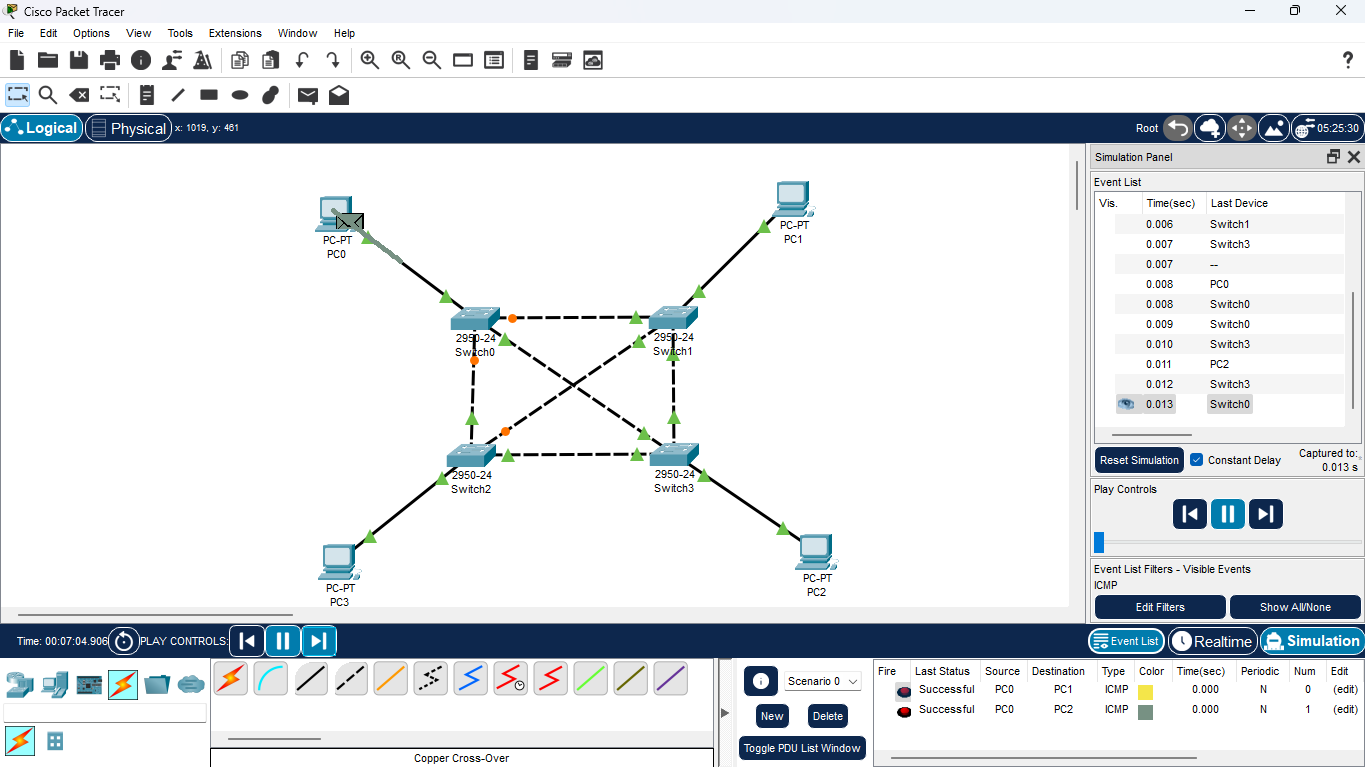 Cisco Packet Tracer
File Edit Options View Tools Extensions Window Help
Logical Physical x: 1019, y: 461 Root 05:25:30
PC-PT
PC0
PC-PT
PC1
2950-24
Switch0
2950-24
Switch1
2950-24
Switch2
2950-24
Switch3
PC-PT
PC3
PC-PT
PC2
Simulation Panel
Event List
Vis. Time(sec) Last Device
0.006 Switch1
0.007 Switch3
0.007 --
0.008 PC0
0.008 Switch0
0.009 Switch0
0.010 Switch3
0.011 PC2
0.012 Switch3
0.013 Switch0
Reset Simulation Constant Delay Captured to:
0.013 s
Play Controls
Event List Filters - Visible Events
ICMP
Edit Filters Show All/None
Time: 00:07:04.906 PLAY CONTROLS: Event List Realtime Simulation
Copper Cross-Over
Scenario 0
New Delete
Toggle PDU List Window
Fire Last Status Source Destination Type Color Time(sec) Periodic Num Edit
Successful PC0 PC1 ICMP 0.000 N 0 (edit)
Successful PC0 PC2 ICMP 0.000 N 1 (edit)